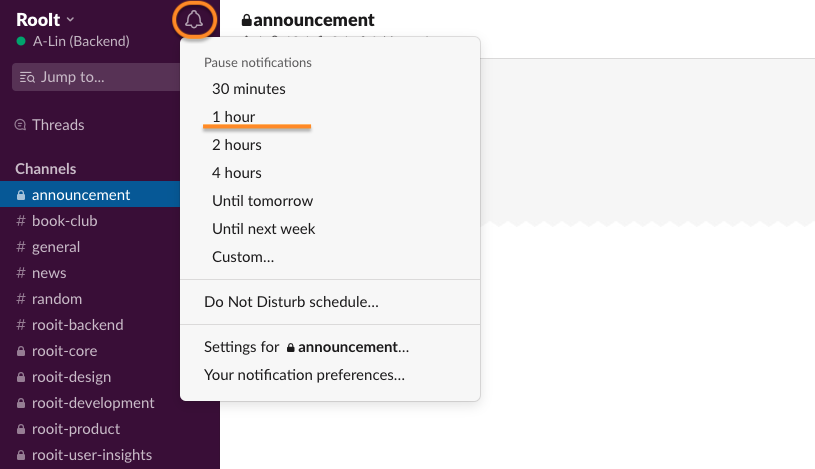 RooIt
A-Lin (Backend)
Jump to...
Threads
Channels
announcement
# book-club
# general
# news
# random
# rooit-backend
rooit-core
rooit-design
rooit-development
rooit-product
rooit-user-insights
announcement
Pause notifications
30 minutes
1 hour
2 hours
4 hours
Until tomorrow
Until next week
Custom...
Do Not Disturb schedule...
Settings for announcement...
Your notification preferences...